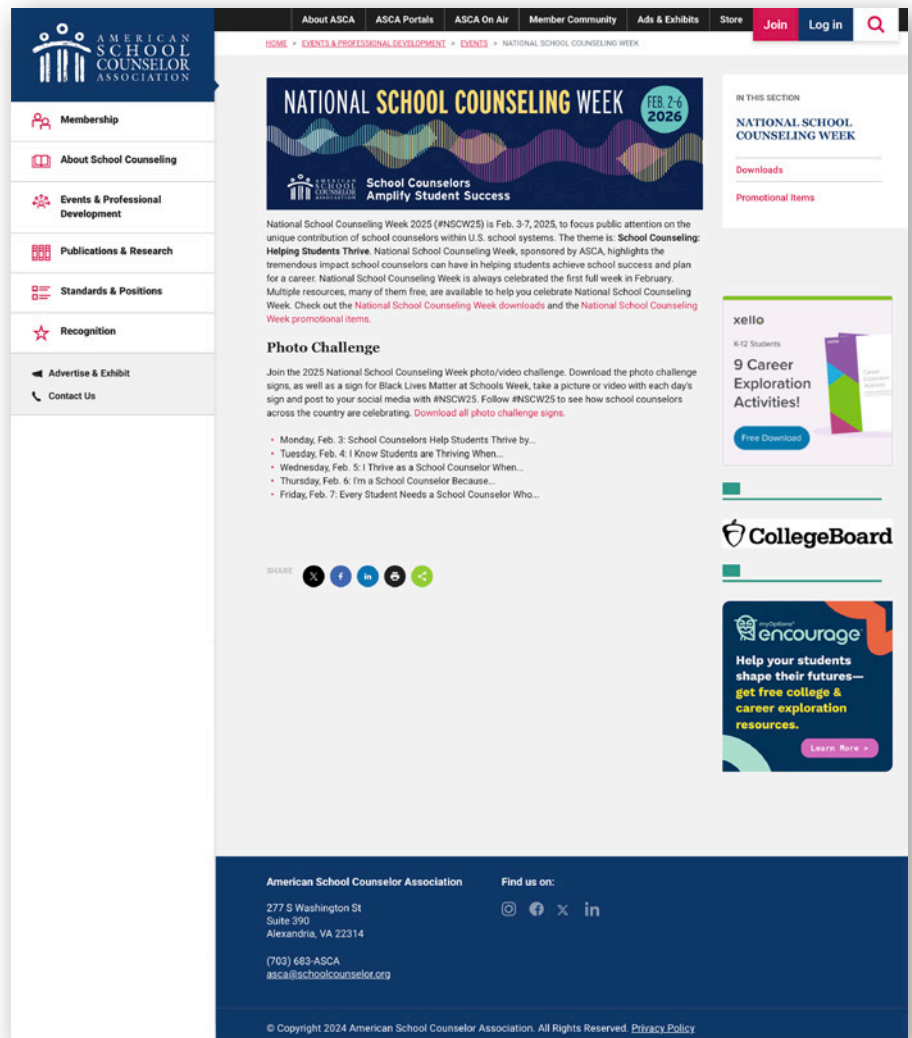 About ASCA ASCA Portals ASCA On Air Member Community Ads & Exhibits Store Join Log in
AMERICAN
SCHOOL
COUNSELOR
ASSOCIATION
HOME > EVENTS & PROFESSIONAL DEVELOPMENT > EVENTS > NATIONAL SCHOOL COUNSELING WEEK
Membership
About School Counseling
Events & Professional
Development
Publications & Research
Standards & Positions
Recognition
Advertise & Exhibit
Contact Us
NATIONAL SCHOOL COUNSELING WEEK
FEB. 2-6
2026
AMERICAN
SCHOOL
COUNSELOR
ASSOCIATION
School Counselors
Amplify Student Success
National School Counseling Week 2025 (#NSCW25) is Feb. 3-7, 2025, to focus public attention on the
unique contribution of school counselors within U.S. school systems. The theme is: School Counseling:
Helping Students Thrive. National School Counseling Week, sponsored by ASCA, highlights the
tremendous impact school counselors can have in helping students achieve school success and plan
for a career. National School Counseling Week is always celebrated the first full week in February.
Multiple resources, many of them free, are available to help you celebrate National School Counseling
Week. Check out the National School Counseling Week downloads and the National School Counseling
Week promotional items.
Photo Challenge
Join the 2025 National School Counseling Week photo/video challenge. Download the photo challenge
signs, as well as a sign for Black Lives Matter at Schools Week, take a picture or video with each day's
sign and post to your social media with #NSCW25. Follow #NSCW25 to see how school counselors
across the country are celebrating. Download all photo challenge signs.
• Monday, Feb. 3: School Counselors Help Students Thrive by...
• Tuesday, Feb. 4: I Know Students are Thriving When...
• Wednesday, Feb. 5: I Thrive as a School Counselor When...
• Thursday, Feb. 6: I'm a School Counselor Because...
• Friday, Feb. 7: Every Student Needs a School Counselor Who...
SHARE
IN THIS SECTION
NATIONAL SCHOOL
COUNSELING WEEK
Downloads
Promotional Items
xello
K-12 Students
9 Career
Exploration
Activities!
Free Download
Career
Exploration
Activities
CollegeBoard
myOptions
encourage
Help your students
shape their futures—
get free college &
career exploration
resources.
Learn More >
American School Counselor Association
277 S Washington St
Suite 390
Alexandria, VA 22314
(703) 683-ASCA
asca@schoolcounselor.org
Find us on:
© Copyright 2024 American School Counselor Association. All Rights Reserved. Privacy Policy